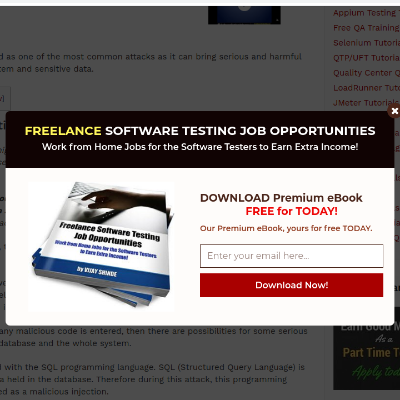 Appium Testing
Free QA Training
d as one of the most common attacks as it can bring serious and harmful
Selenium Tutoria
tem and sensitive data.
QTP/UFT Tutoria
Quality Center Q
LoadRunner Tuto
JMeter Tutorials
FREELANCE SOFTWARE TESTING JOB OPPORTUNITIES
Work from Home Jobs for the Software Testers to Earn Extra Income!
Freelance Software Testing
Job Opportunities
Work from Home Jobs for the Software Testers
to Earn Extra Income!
by VIJAY SHINDE
DOWNLOAD Premium eBook
FREE for TODAY!
Our Premium eBook, yours for free TODAY.
Enter your email here...
Download Now!
any malicious code is entered, then there are possibilities for some serious
database and the whole system.
d with the SQL programming language. SQL (Structured Query Language) is
a held in the database. Therefore during this attack, this programming
ed as a malicious injection.
Earn Good M
As a
Part Time T
Apply tod